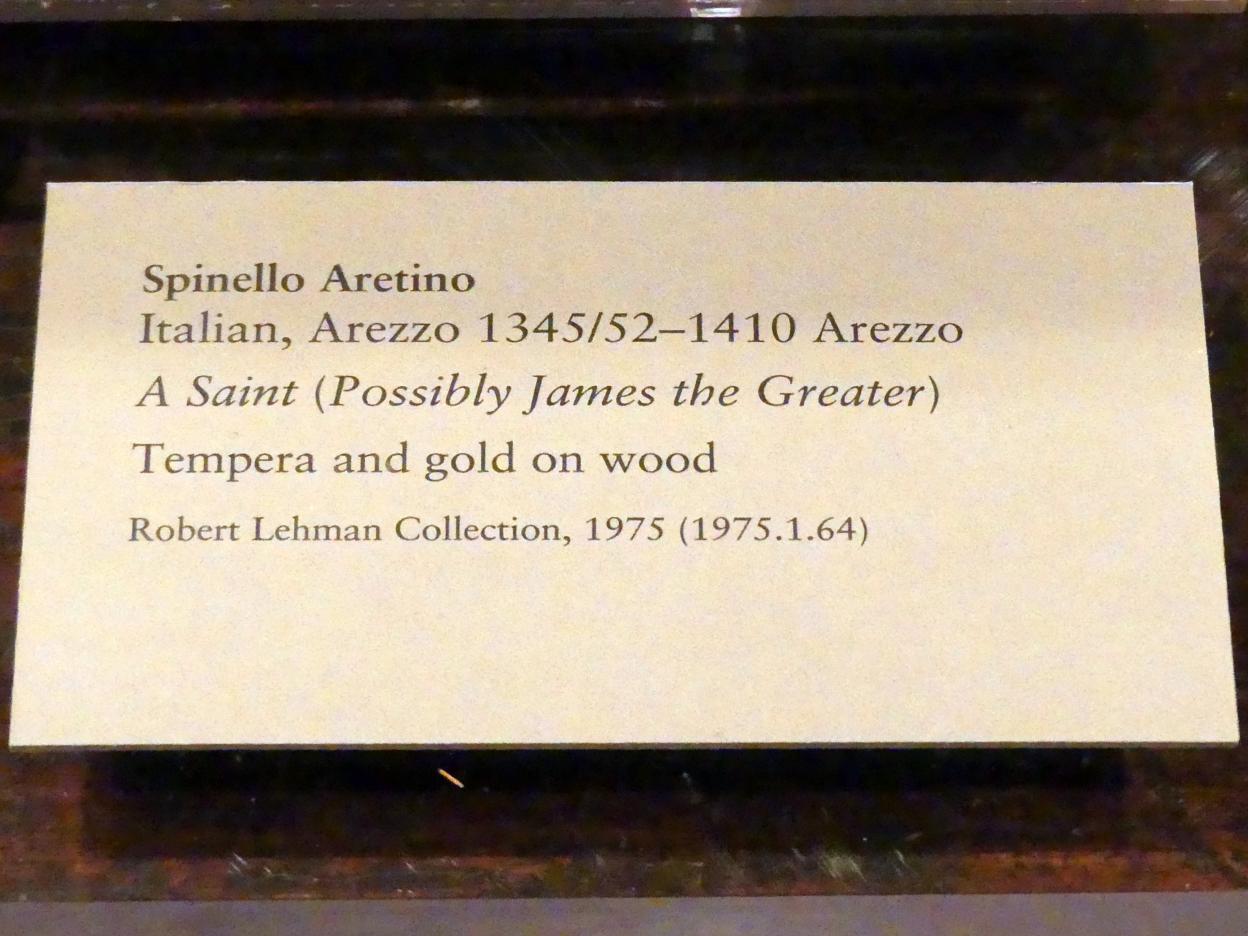 Spinello Aretino
Italian, Arezzo 1345/52–1410 Arezzo
A Saint (Possibly James the Greater)
Tempera and gold on wood
Robert Lehman Collection, 1975 (1975.1.64)